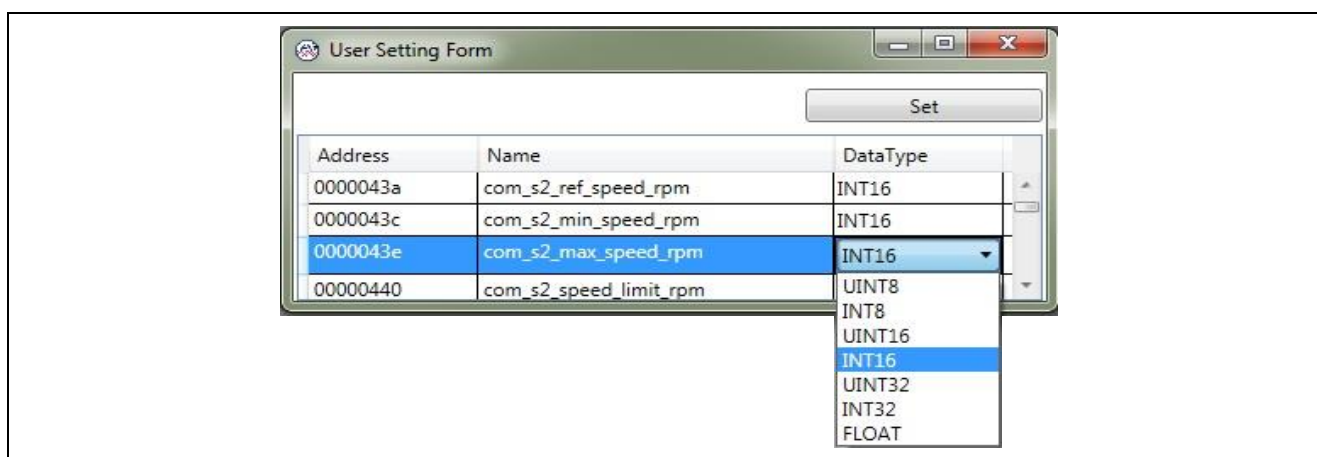 User Setting Form
Set
Address Name DataType
0000043a com_s2_ref_speed_rpm INT16
0000043c com_s2_min_speed_rpm INT16
0000043e com_s2_max_speed_rpm INT16
00000440 com_s2_speed_limit_rpm
UINT8
INT8
UINT16
INT16
UINT32
INT32
FLOAT